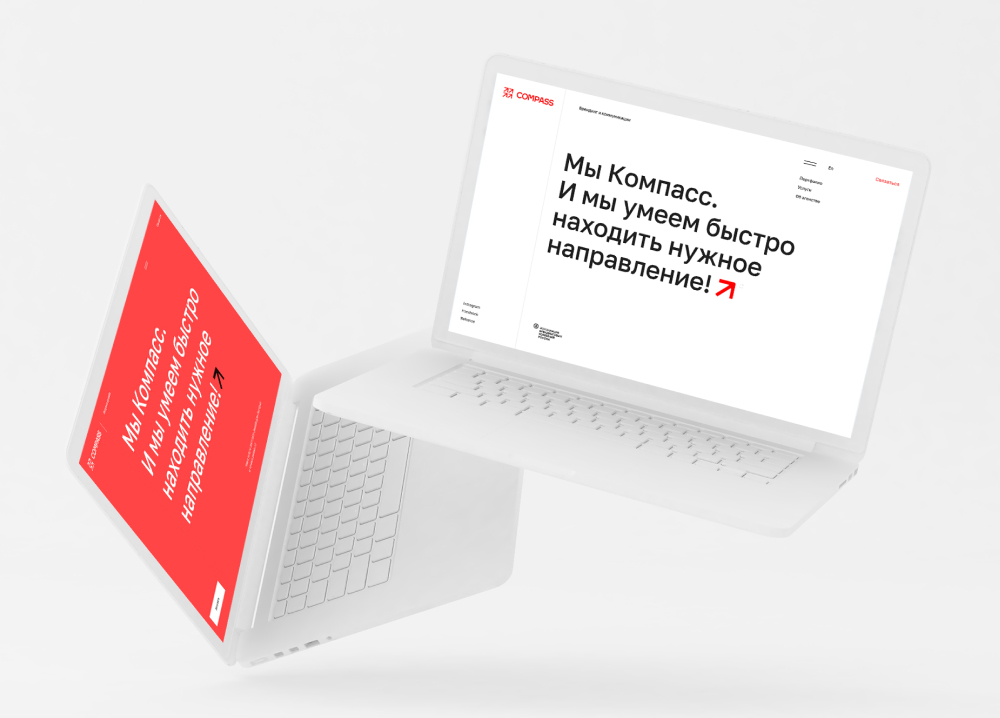 COMPASS
Брендинг и коммуникации
En
Связаться
Портфолио
Услуги
Об агентстве
Мы Компасс.
И мы умеем быстро
находить нужное
направление!
Instagram
Facebook
Behance
COMPASS
Мы Компасс.
И мы умеем быстро
находить нужное
направление!